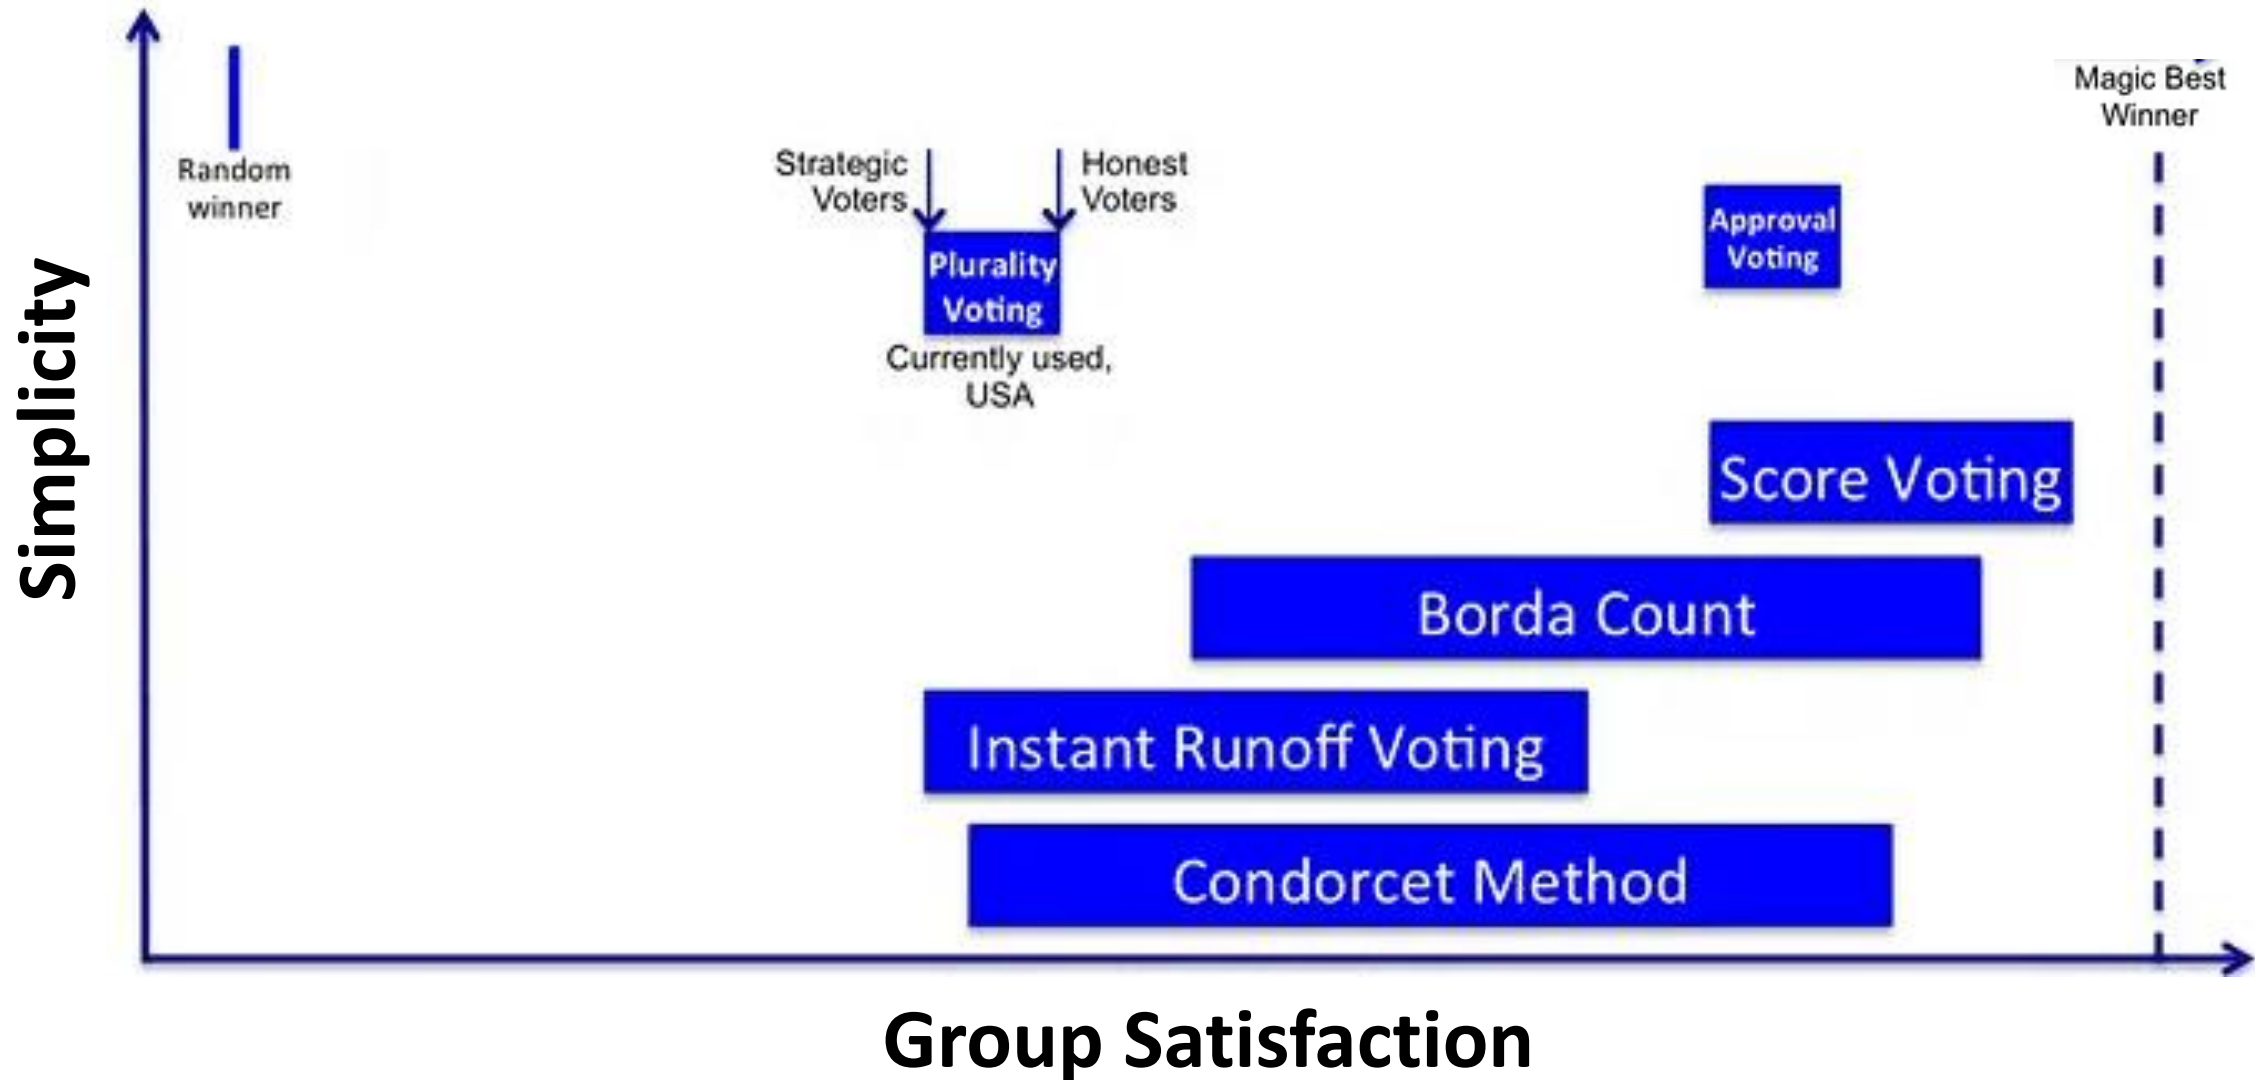 Magic Best
Winner
Random
winner
Strategic
Voters
Honest
Voters
Approval
Voting
Plurality
Voting
Currently used,
USA
Simplicity
Score Voting
Borda Count
Instant Runoff Voting
Condorcet Method
Group Satisfaction